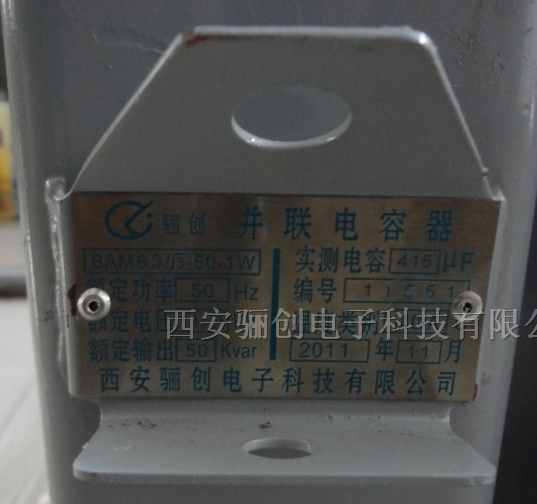 骊创 并联电容器
BAM6.3/√3-50-1W 实测电容 415 μF
额定功率 50 Hz 编号 11551
额定电
西安骊创电子科技有限公
额定输出 50 Kvar 2011 年 11 月
西安骊创电子科技有限公司